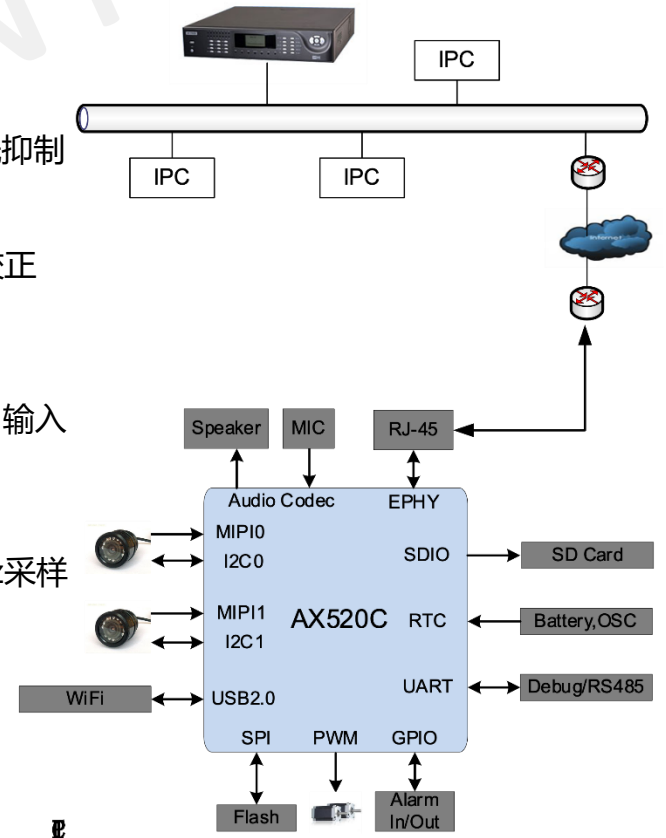 IPC
抑制
IPC
IPC
正
Internet
输入
Speaker
MIC
RJ-45
Audio Codec
EPHY
MIPI0
I2C0
SDIO
SD Card
采样
MIPI1
AX520C
RTC
Battery,OSC
I2C1
WiFi
USB2.0
UART
Debug/RS485
SPI
PWM
GPIO
Flash
Alarm
In/Out